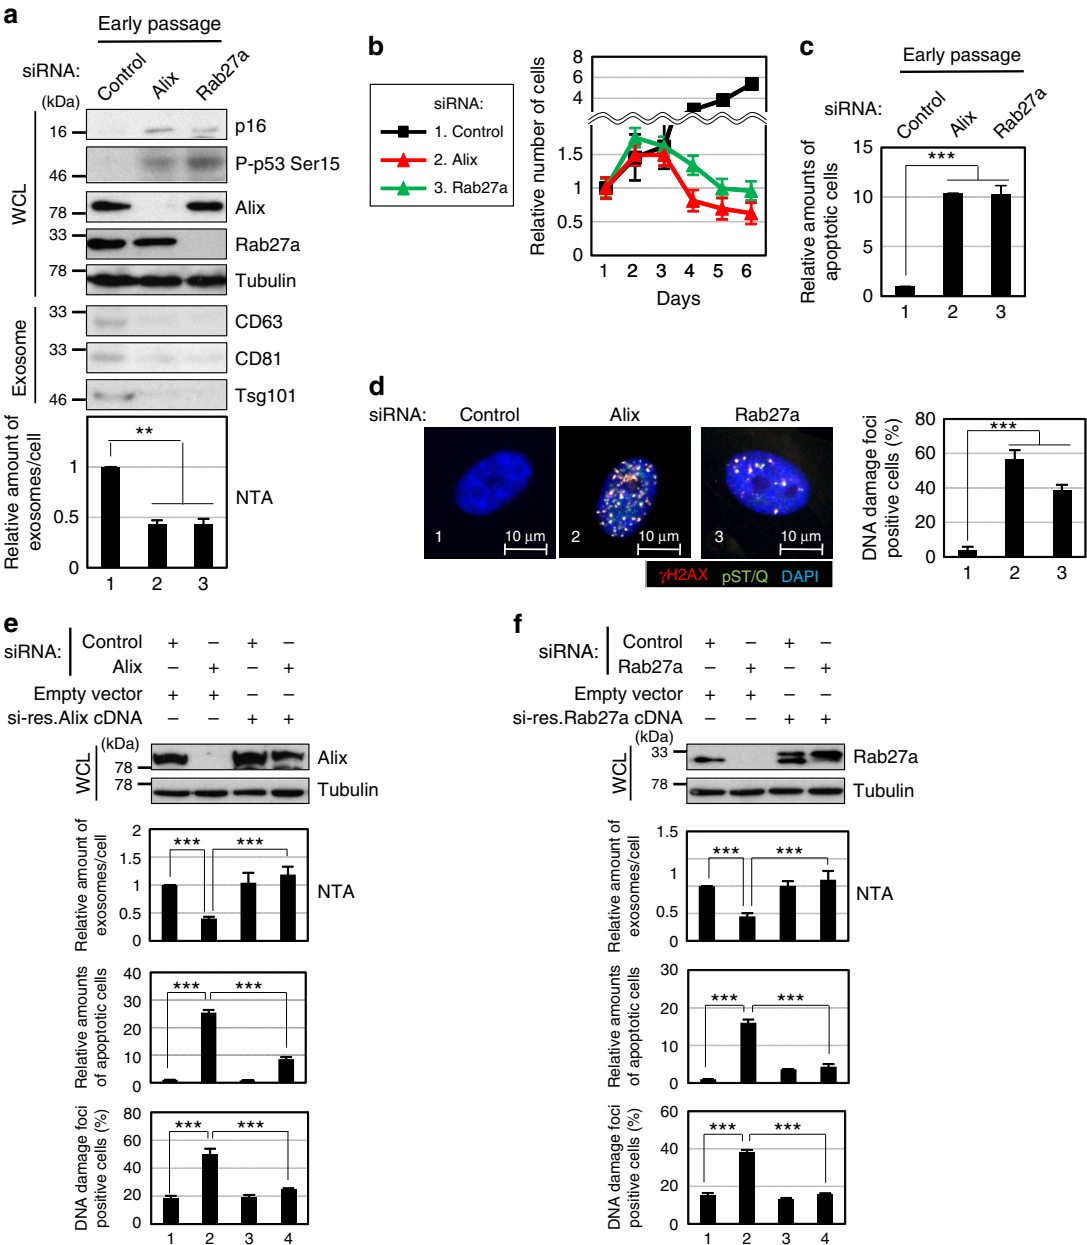 a
Early passage
siRNA:
Control
Alix
Rab27a
(kDa)
WCL
16
p16
46
P-p53 Ser15
78
Alix
33
Rab27a
78
Tubulin
Exosome
33
CD63
33
CD81
46
Tsg101
Relative amount of
exosomes/cell
1
0.5
0
**
NTA
1 2 3
b
siRNA:
1. Control
2. Alix
3. Rab27a
Relative number of cells
8
6
4
1.5
1
0.5
0
1 2 3 4 5 6
Days
c
Early passage
siRNA:
Control
Alix
Rab27a
Relative amounts of
apoptotic cells
15
10
5
0
***
1 2 3
d
siRNA: Control Alix Rab27a
1 10 µm
2 10 µm
3 10 µm
γH2AX pST/Q DAPI
DNA damage foci
positive cells (%)
80
60
40
20
0
***
1 2 3
e
siRNA:
Control + – + –
Alix – + – +
Empty vector + + – –
si-res.Alix cDNA – – + +
(kDa)
WCL
78
Alix
78
Tubulin
Relative amount of
exosomes/cell
2
1.5
1
0.5
0
*** ***
NTA
Relative amounts
of apoptotic cells
40
30
20
10
0
*** ***
DNA damage foci
positive cells (%)
80
60
40
20
0
*** ***
1 2 3 4
f
siRNA:
Control + – + –
Rab27a – + – +
Empty vector + + – –
si-res.Rab27a cDNA – – + +
(kDa)
WCL
33
Rab27a
78
Tubulin
Relative amount of
exosomes/cell
1.5
1
0.5
0
*** ***
NTA
Relative amounts
of apoptotic cells
30
20
10
0
*** ***
DNA damage foci
positive cells (%)
60
40
20
0
*** ***
1 2 3 4